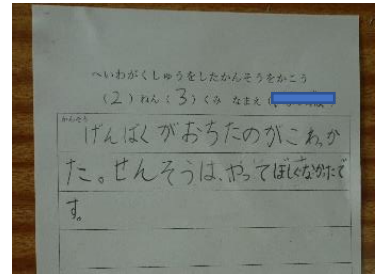 へいわがくしゅうをしたかんそうをかこう
(2)ねん(3)くみ なまえ(
かんそう
げんばくがおちたのがこわか
た。せんそうは、やってほしくなかたで
す。